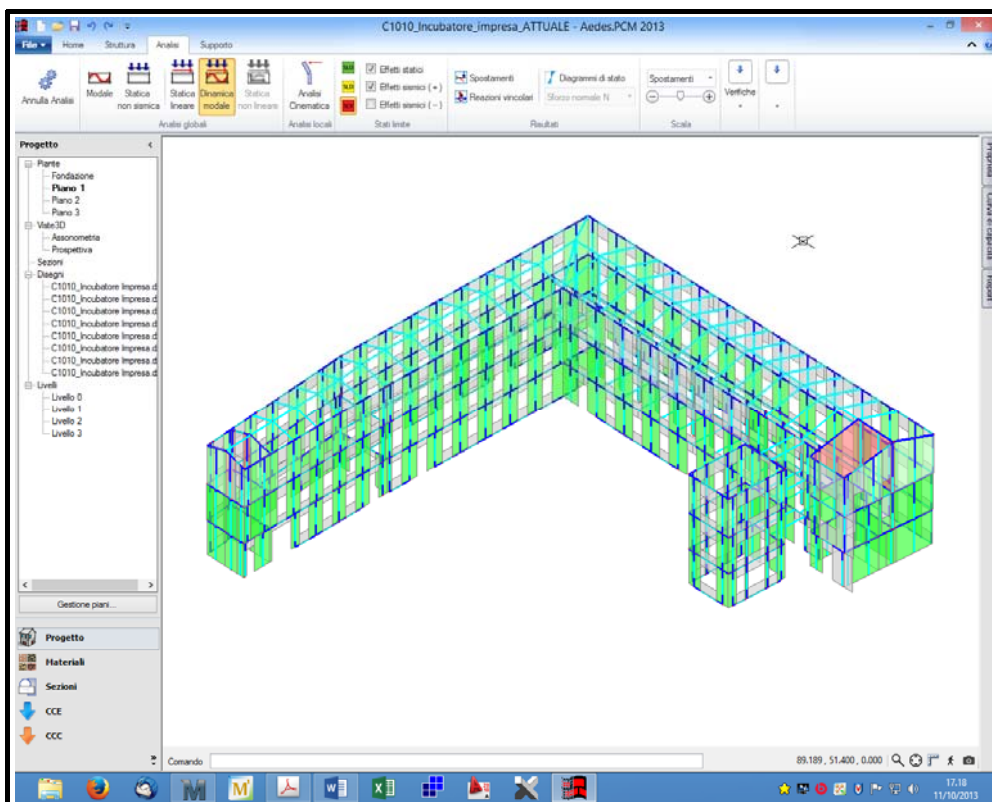 C1010_Incubatore_impresa_ATTUALE - Aedes.PCM 2013
File Home Struttura Analisi Supporto
Annulla Analisi
Modale
Statica non sismica
Statica lineare
Dinamica modale
Statica non lineare
Analisi globali
Analisi Cinematica
Analisi locali
Effetti statici
Effetti sismici (+)
Effetti sismici (-)
Stati limite
Spostamenti
Reazioni vincolari
Diagrammi di stato
Sforzo normale N
Risultati
Spostamenti
Scala
Verifiche
Progetto
Piante
Fondazione
Piano 1
Piano 2
Piano 3
Viste3D
Assonometria
Prospettiva
Sezioni
Disegni
C1010_Incubatore Impresa.d
C1010_Incubatore Impresa.d
C1010_Incubatore Impresa.d
C1010_Incubatore Impresa.d
C1010_Incubatore Impresa.d
C1010_Incubatore Impresa.d
C1010_Incubatore Impresa.d
C1010_Incubatore Impresa.d
Livelli
Livello 0
Livello 1
Livello 2
Livello 3
Gestione piani...
Progetto
Materiali
Sezioni
CCE
CCC
Proprietà
Curva di capacità
Report
Comando
89.189, 51.400, 0.000
17.18
11/10/2013